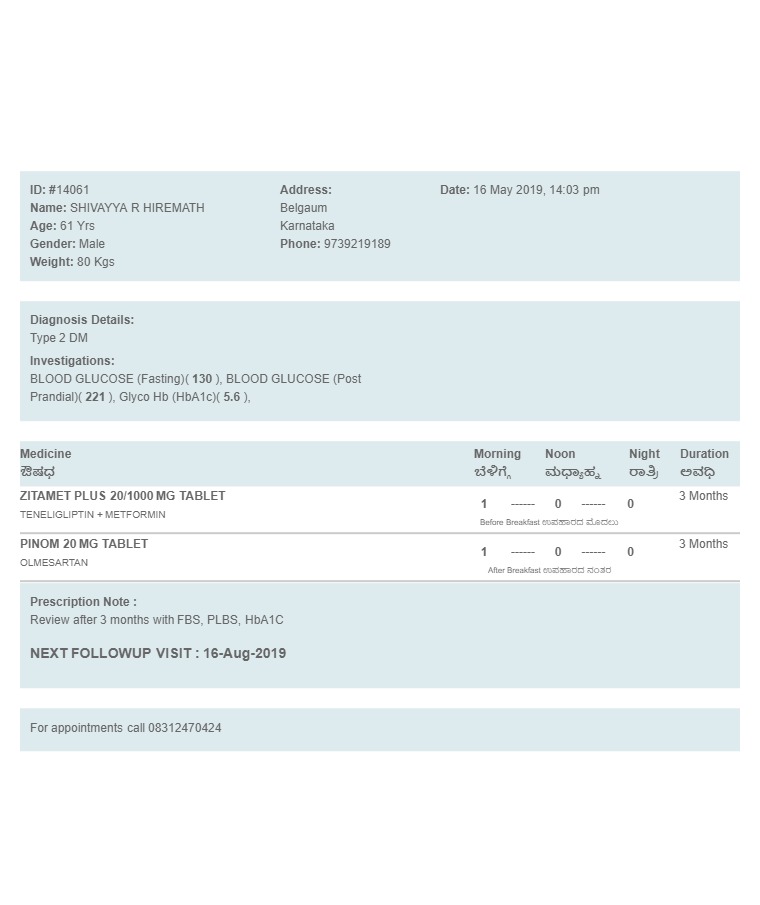 ID: #14061
Name: SHIVAYYA R HIREMATH
Age: 61 Yrs
Gender: Male
Weight: 80 Kgs
Address:
Belgaum
Karnataka
Phone: 9739219189
Date: 16 May 2019, 14:03 pm
Diagnosis Details:
Type 2 DM
Investigations:
BLOOD GLUCOSE (Fasting)( 130 ), BLOOD GLUCOSE (Post
Prandial)( 221 ), Glyco Hb (HbA1c)( 5.6 ),
Medicine Morning Noon Night Duration
ಔಷಧ ಬೆಳಿಗ್ಗೆ ಮಧ್ಯಾಹ್ನ ರಾತ್ರಿ ಅವಧಿ
ZITAMET PLUS 20/1000 MG TABLET 1 ------ 0 ------ 0 3 Months
TENELIGLIPTIN + METFORMIN
Before Breakfast ಉಪಹಾರದ ಮೊದಲು
PINOM 20 MG TABLET 1 ------ 0 ------ 0 3 Months
OLMESARTAN
After Breakfast ಉಪಹಾರದ ನಂತರ
Prescription Note :
Review after 3 months with FBS, PLBS, HbA1C
NEXT FOLLOWUP VISIT : 16-Aug-2019
For appointments call 08312470424